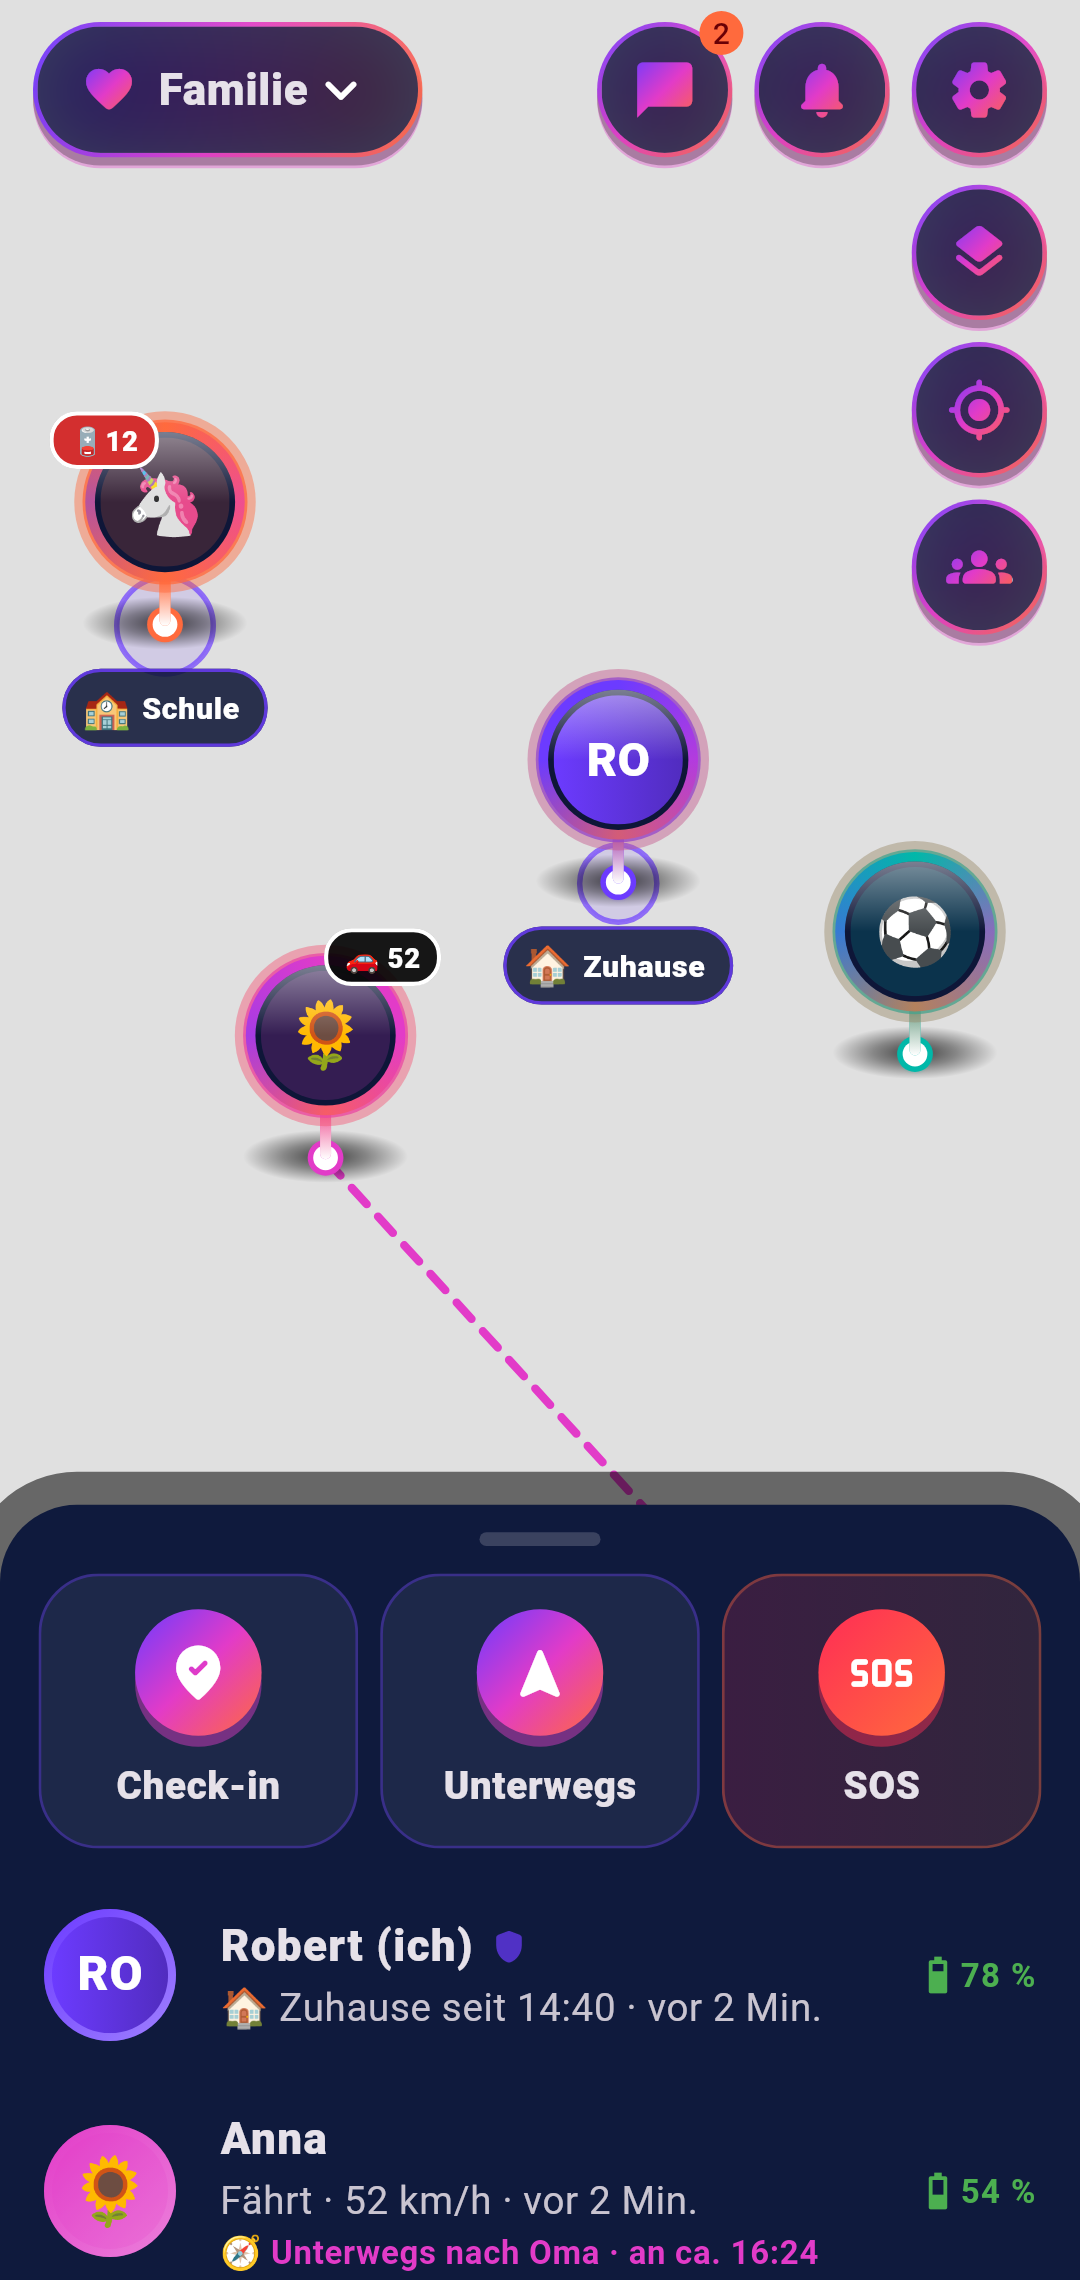 Familie
2
12
Schule
RO
Zuhause
52
SOS
Check-in
Unterwegs
SOS
RO
Robert (ich)
78 %
Zuhause seit 14:40 · vor 2 Min.
Anna
Fährt · 52 km/h · vor 2 Min.
54 %
Unterwegs nach Oma · an ca. 16:24